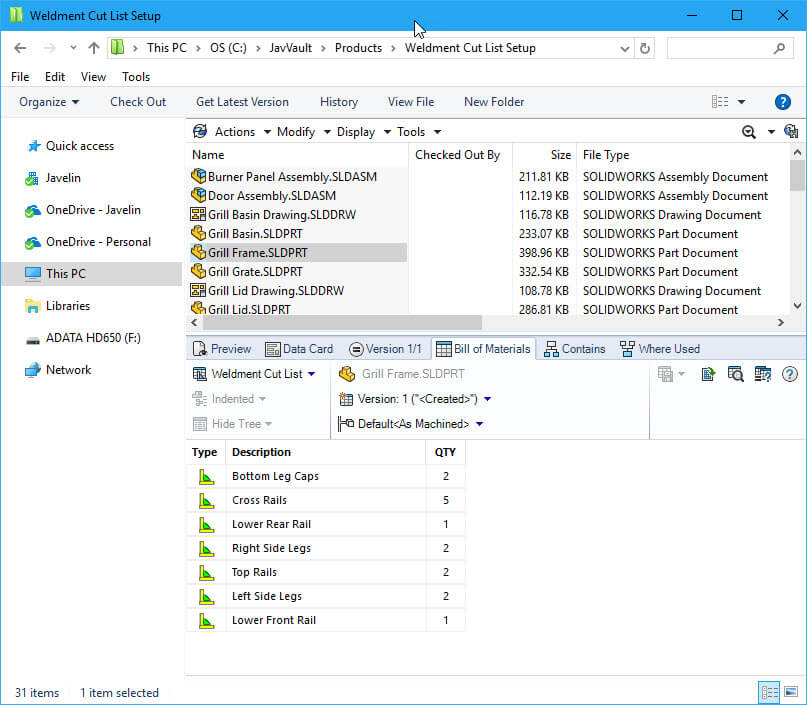 Weldment Cut List Setup
This PC > OS (C:) > JavVault > Products > Weldment Cut List Setup
File Edit View Tools
Organize Check Out Get Latest Version History View File New Folder ?
Quick access
Javelin
OneDrive - Javelin
OneDrive - Personal
This PC
Libraries
ADATA HD650 (F:)
Network
Actions Modify Display Tools
Name Checked Out By Size File Type
Burner Panel Assembly.SLDASM 211.81 KB SOLIDWORKS Assembly Document
Door Assembly.SLDASM 112.19 KB SOLIDWORKS Assembly Document
Grill Basin Drawing.SLDDRW 116.78 KB SOLIDWORKS Drawing Document
Grill Basin.SLDPRT 233.07 KB SOLIDWORKS Part Document
Grill Frame.SLDPRT 398.96 KB SOLIDWORKS Part Document
Grill Grate.SLDPRT 332.54 KB SOLIDWORKS Part Document
Grill Lid Drawing.SLDDRW 108.78 KB SOLIDWORKS Drawing Document
Grill Lid.SLDPRT 286.81 KB SOLIDWORKS Part Document
Preview Data Card Version 1/1 Bill of Materials Contains Where Used
Weldment Cut List Grill Frame.SLDPRT ?
Indented Version: 1 ("<Created>")
Hide Tree Default<As Machined>
Type Description QTY
Bottom Leg Caps 2
Cross Rails 5
Lower Rear Rail 1
Right Side Legs 2
Top Rails 2
Left Side Legs 2
Lower Front Rail 1
31 items 1 item selected